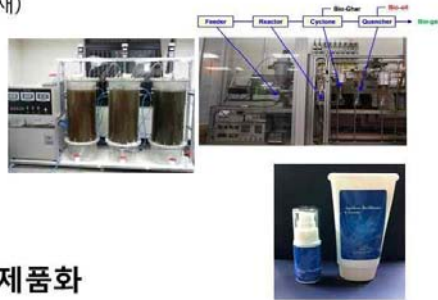 재)
Bio-Char Bio-oil
Feeder Reactor Cyclone Quencher Bio-gas
제품화